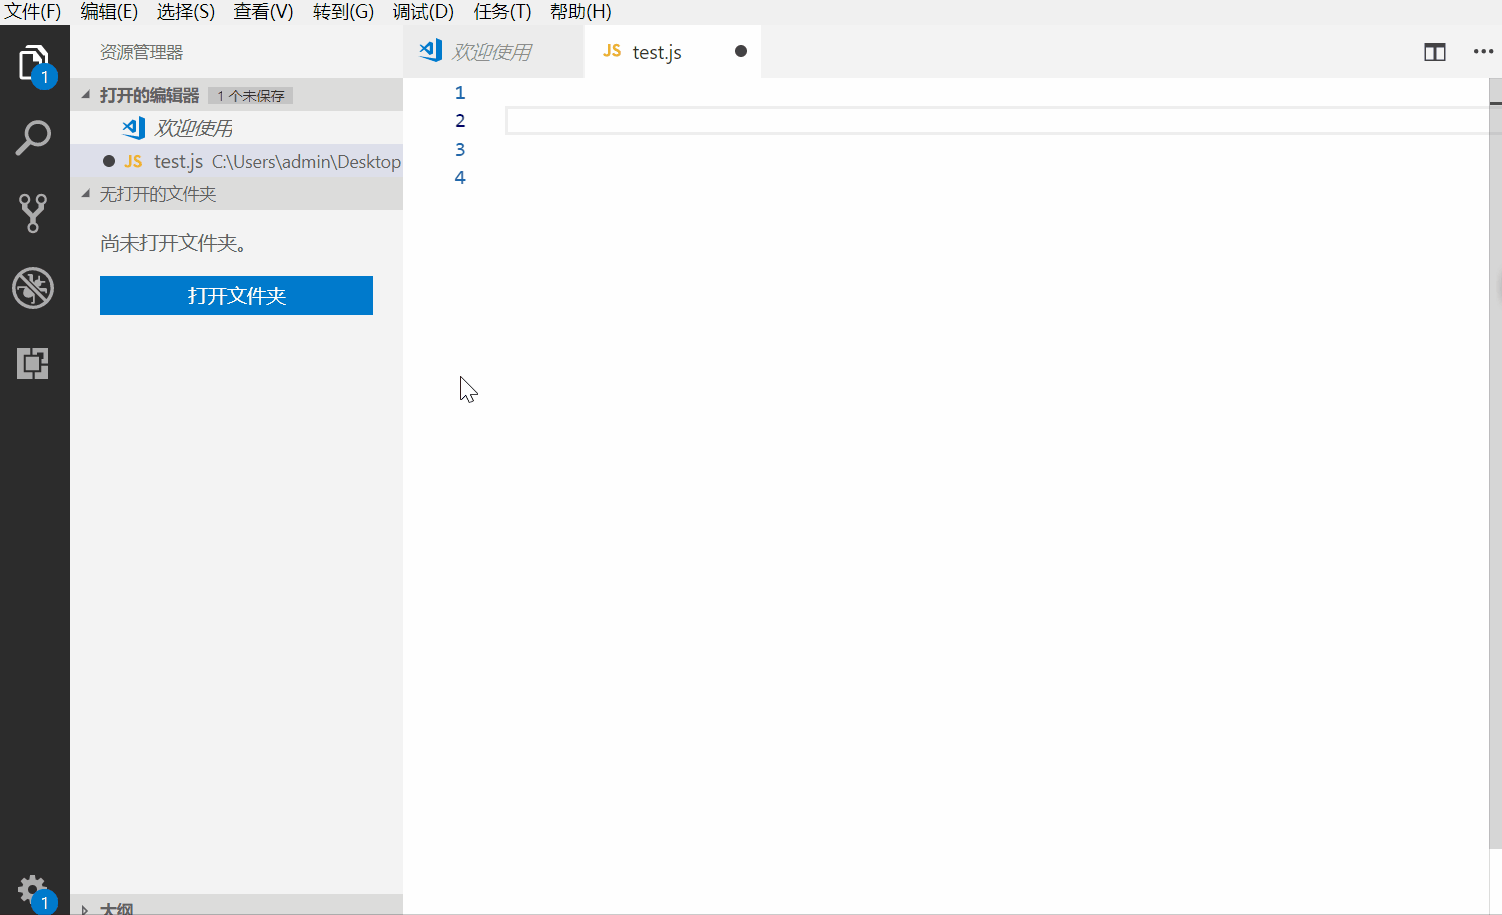 文件(F) 编辑(E) 选择(S) 查看(V) 转到(G) 调试(D) 任务(T) 帮助(H)
资源管理器
打开的编辑器 1 个未保存
欢迎使用
JS test.js C:\Users\admin\Desktop
无打开的文件夹
尚未打开文件夹。
打开文件夹
大纲
欢迎使用
JS test.js
1
2
3
4
1
1